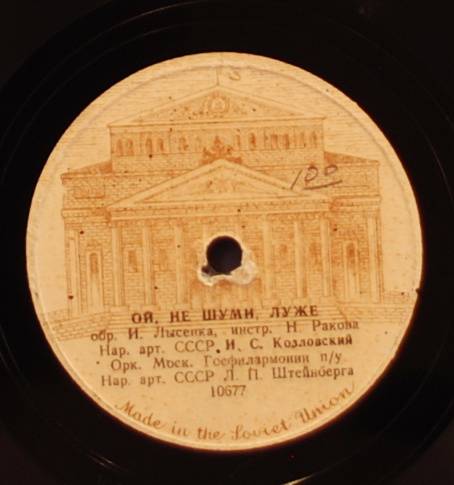 100
ОЙ, НЕ ШУМИ, ЛУЖЕ
обр. И. Лысенка, инстр. Н. Ракова
Нар. арт. СССР И. С. Козловский
Орк. Моск. Госфилармонии п/у
Нар. арт. СССР Л. П. Штейнберга
10677
Made in the Soviet Union